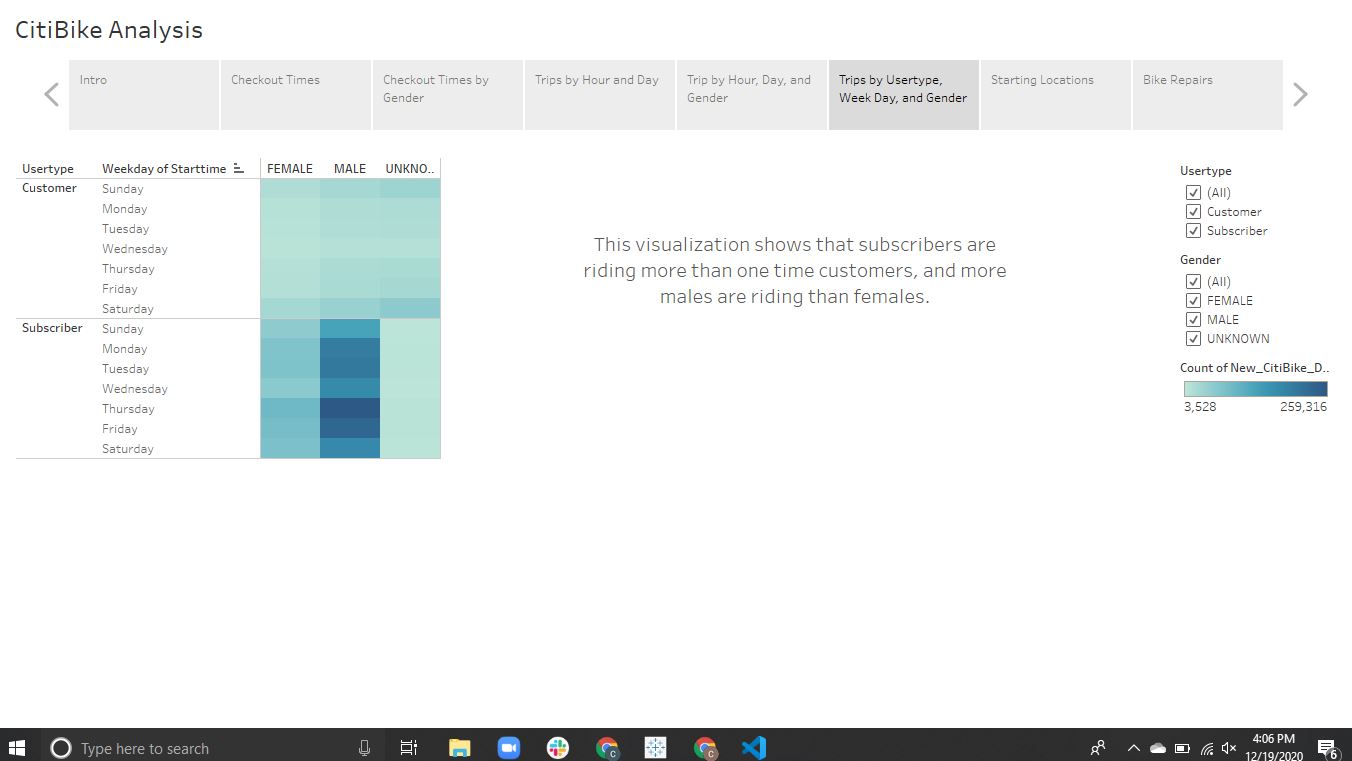 CitiBike Analysis
Intro
Checkout Times
Checkout Times by
Gender
Trips by Hour and Day
Trip by Hour, Day, and
Gender
Trips by Usertype,
Week Day, and Gender
Starting Locations
Bike Repairs
Usertype Weekday of Starttime FEMALE MALE UNKNO..
Customer Sunday
Monday
Tuesday
Wednesday
Thursday
Friday
Saturday
Subscriber Sunday
Monday
Tuesday
Wednesday
Thursday
Friday
Saturday
This visualization shows that subscribers are
riding more than one time customers, and more
males are riding than females.
Usertype
(All)
Customer
Subscriber
Gender
(All)
FEMALE
MALE
UNKNOWN
Count of New_CitiBike_D..
3,528 259,316
Type here to search
C
C
4:06 PM
12/19/2020
6